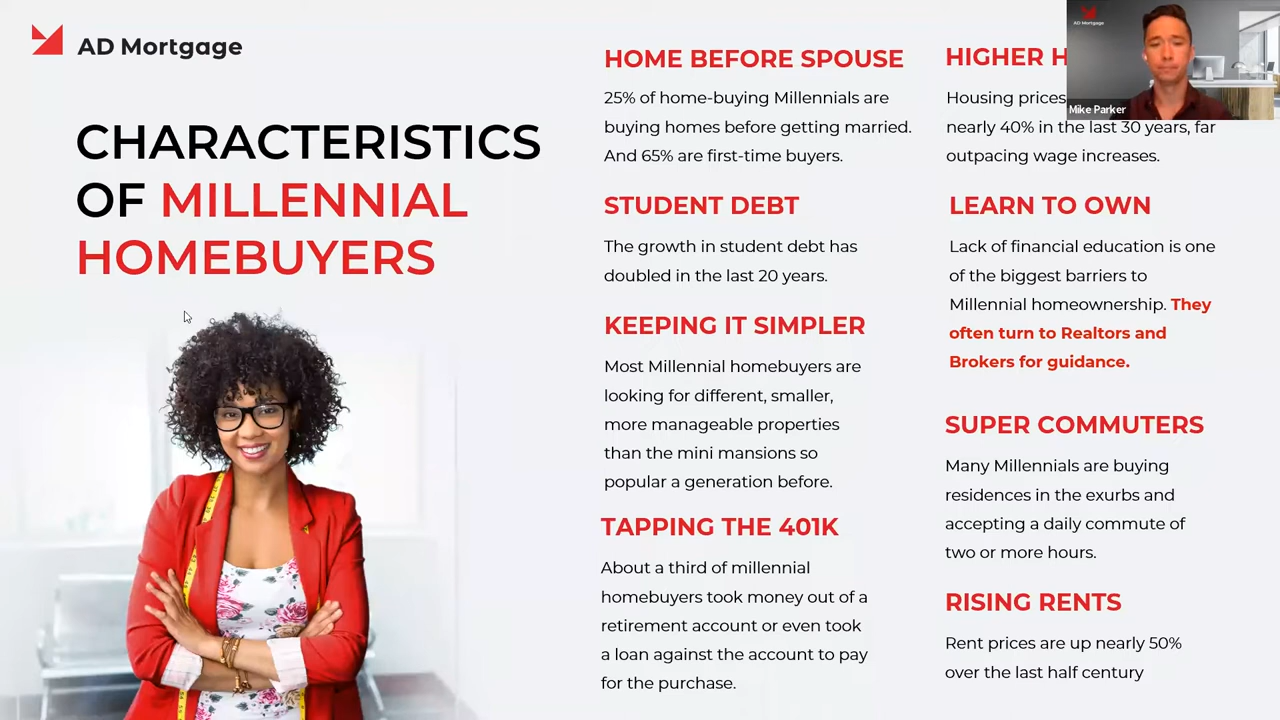 AD Mortgage
CHARACTERISTICS
OF MILLENNIAL
HOMEBUYERS
HOME BEFORE SPOUSE
25% of home-buying Millennials are
buying homes before getting married.
And 65% are first-time buyers.
STUDENT DEBT
The growth in student debt has
doubled in the last 20 years.
KEEPING IT SIMPLER
Most Millennial homebuyers are
looking for different, smaller,
more manageable properties
than the mini mansions so
popular a generation before.
TAPPING THE 401K
About a third of millennial
homebuyers took money out of a
retirement account or even took
a loan against the account to pay
for the purchase.
HIGHER H
Housing prices
nearly 40% in the last 30 years, far
outpacing wage increases.
LEARN TO OWN
Lack of financial education is one
of the biggest barriers to
Millennial homeownership. They
often turn to Realtors and
Brokers for guidance.
SUPER COMMUTERS
Many Millennials are buying
residences in the exurbs and
accepting a daily commute of
two or more hours.
RISING RENTS
Rent prices are up nearly 50%
over the last half century
AD Mortgage
Mike Parker